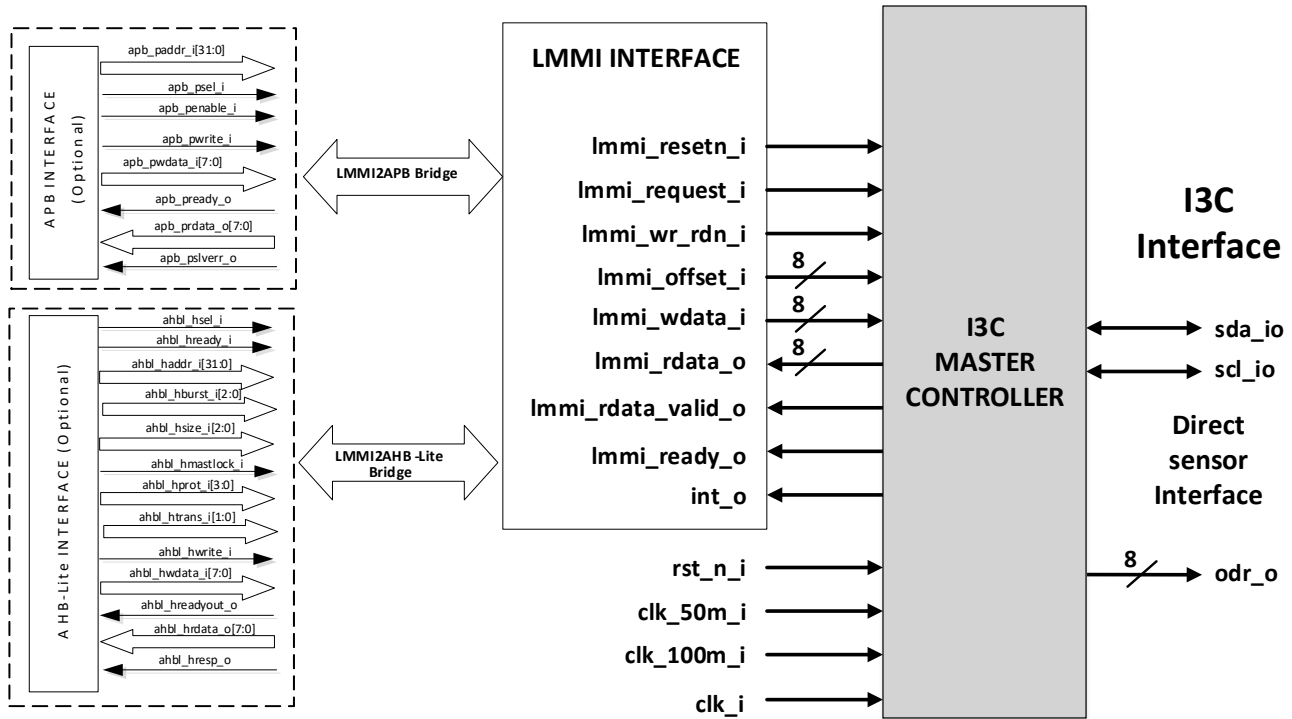 APB INTERFACE
(Optional)
apb_paddr_i[31:0]
apb_psel_i
apb_penable_i
apb_pwrite_i
apb_pwdata_i[7:0]
apb_pready_o
apb_prdata_o[7:0]
apb_pslverr_o
AHB-Lite INTERFACE (Optional)
ahbl_hsel_i
ahbl_hready_i
ahbl_haddr_i[31:0]
ahbl_hburst_i[2:0]
ahbl_hsize_i[2:0]
ahbl_hmastlock_i
ahbl_hprot_i[3:0]
ahbl_htrans_i[1:0]
ahbl_hwrite_i
ahbl_hwdata_i[7:0]
ahbl_hreadyout_o
ahbl_hrdata_o[7:0]
ahbl_hresp_o
LMMI2APB Bridge
LMMI2AHB -Lite
Bridge
LMMI INTERFACE
lmmi_resetn_i
lmmi_request_i
lmmi_wr_rdn_i
lmmi_offset_i
8
lmmi_wdata_i
8
lmmi_rdata_o
8
lmmi_rdata_valid_o
lmmi_ready_o
int_o
rst_n_i
clk_50m_i
clk_100m_i
clk_i
I3C
MASTER
CONTROLLER
I3C
Interface
sda_io
scl_io
Direct
sensor
Interface
8
odr_o